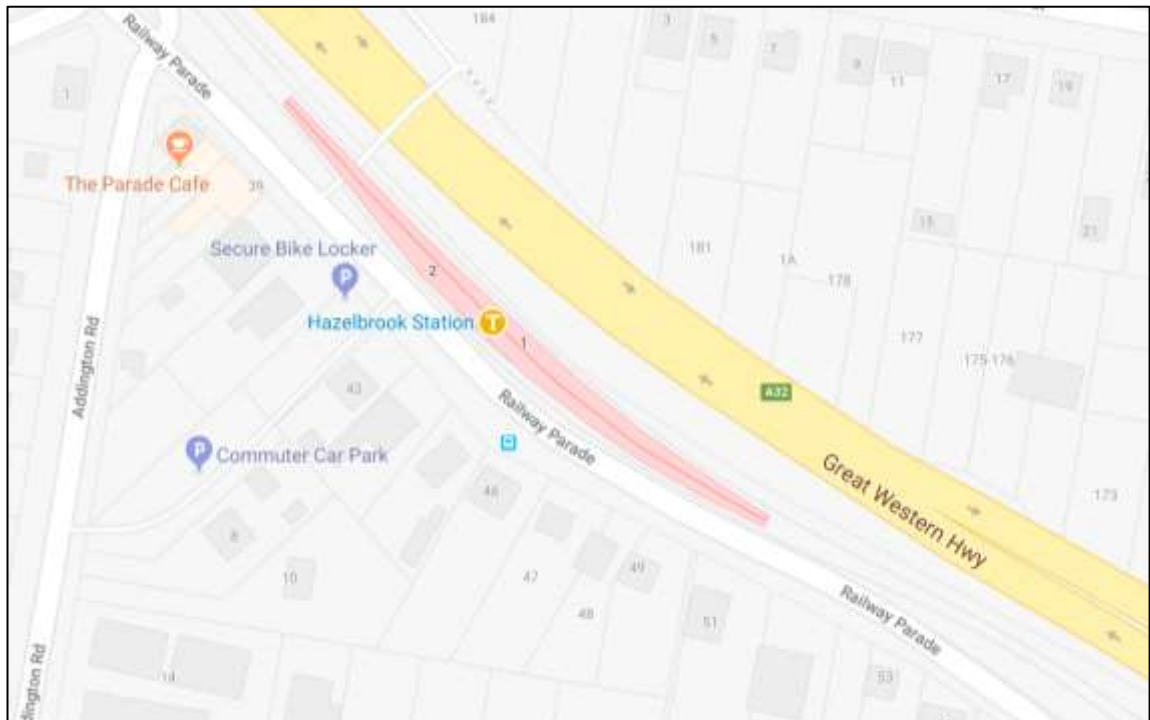 184
3
5
7
9
11
17
19
1
Railway Parade
The Parade Cafe
39
Secure Bike Locker
P
2
Hazelbrook Station
T
1
181
1A
178
15
21
177
175-176
A32
Addington Rd
43
Railway Parade
Commuter Car Park
P
46
Great Western Hwy
173
8
10
47
49
48
51
Railway Parade
14
53
dington Rd